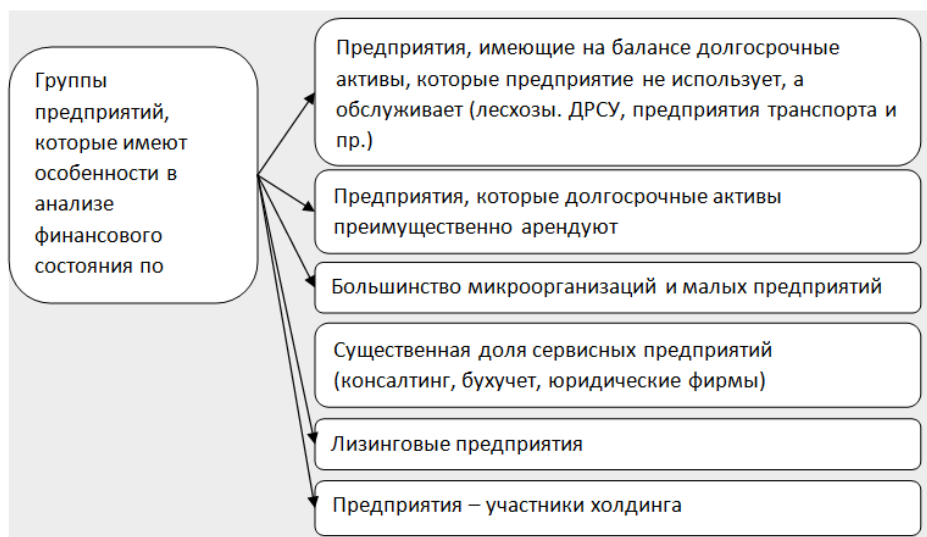 Группы
предприятий,
которые имеют
особенности в
анализе
финансового
состояния по
Предприятия, имеющие на балансе долгосрочные
активы, которые предприятие не использует, а
обслуживает (лесхозы. ДРСУ, предприятия транспорта и
пр.)
Предприятия, которые долгосрочные активы
преимущественно арендуют
Большинство микроорганизаций и малых предприятий
Существенная доля сервисных предприятий
(консалтинг, бухучет, юридические фирмы)
Лизинговые предприятия
Предприятия – участники холдинга